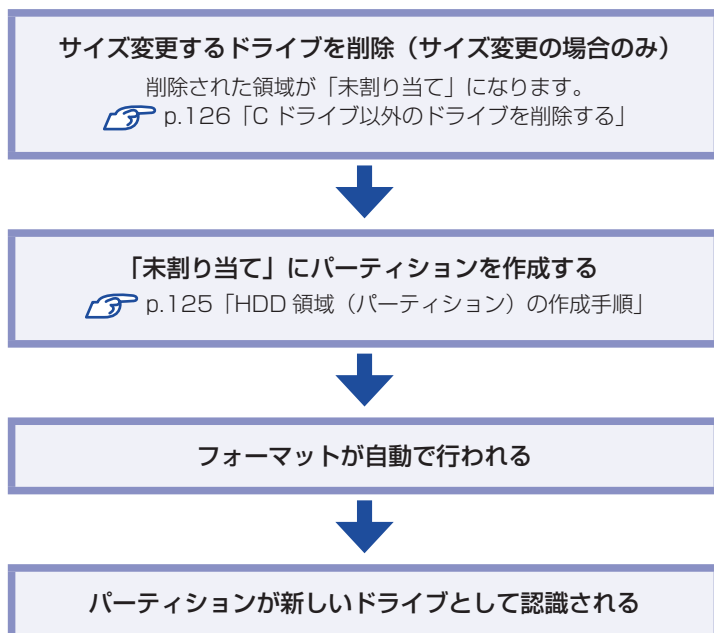 サイズ変更するドライブを削除（サイズ変更の場合のみ）
削除された領域が「未割り当て」になります。
p.126「C ドライブ以外のドライブを削除する」
「未割り当て」にパーティションを作成する
p.125「HDD 領域（パーティション）の作成手順」
フォーマットが自動で行われる
パーティションが新しいドライブとして認識される